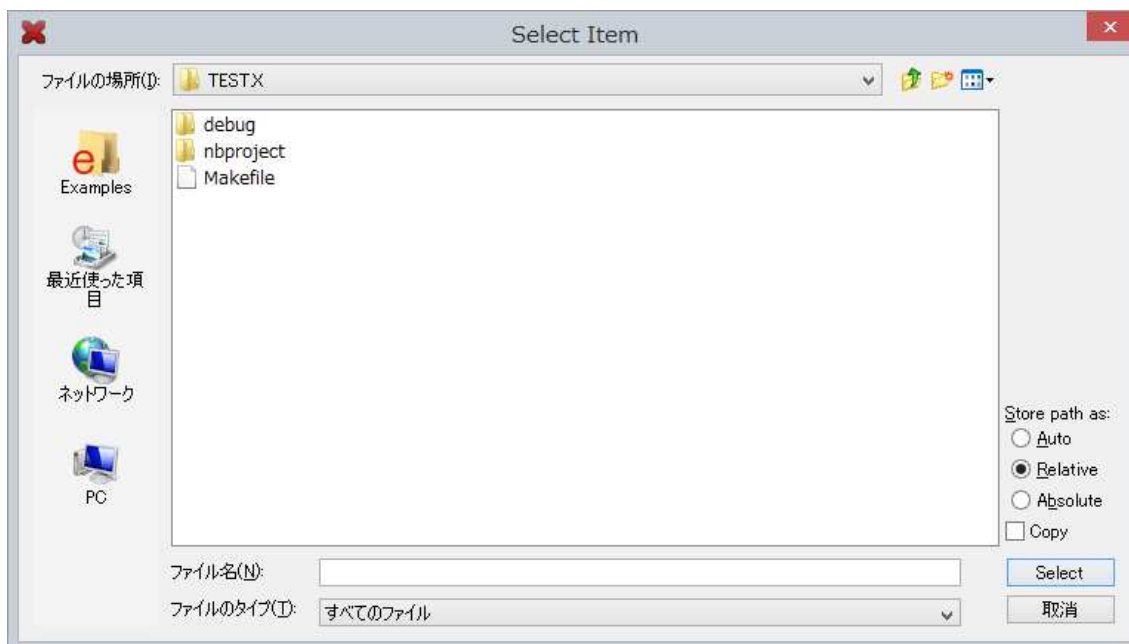 Select Item
ファイルの場所(I):
TEST.X
debug
nbproject
Makefile
Examples
最近使った項
目
ネットワーク
PC
Store path as:
Auto
Relative
Absolute
Copy
ファイル名(N):
Select
ファイルのタイプ(T):
すべてのファイル
取消